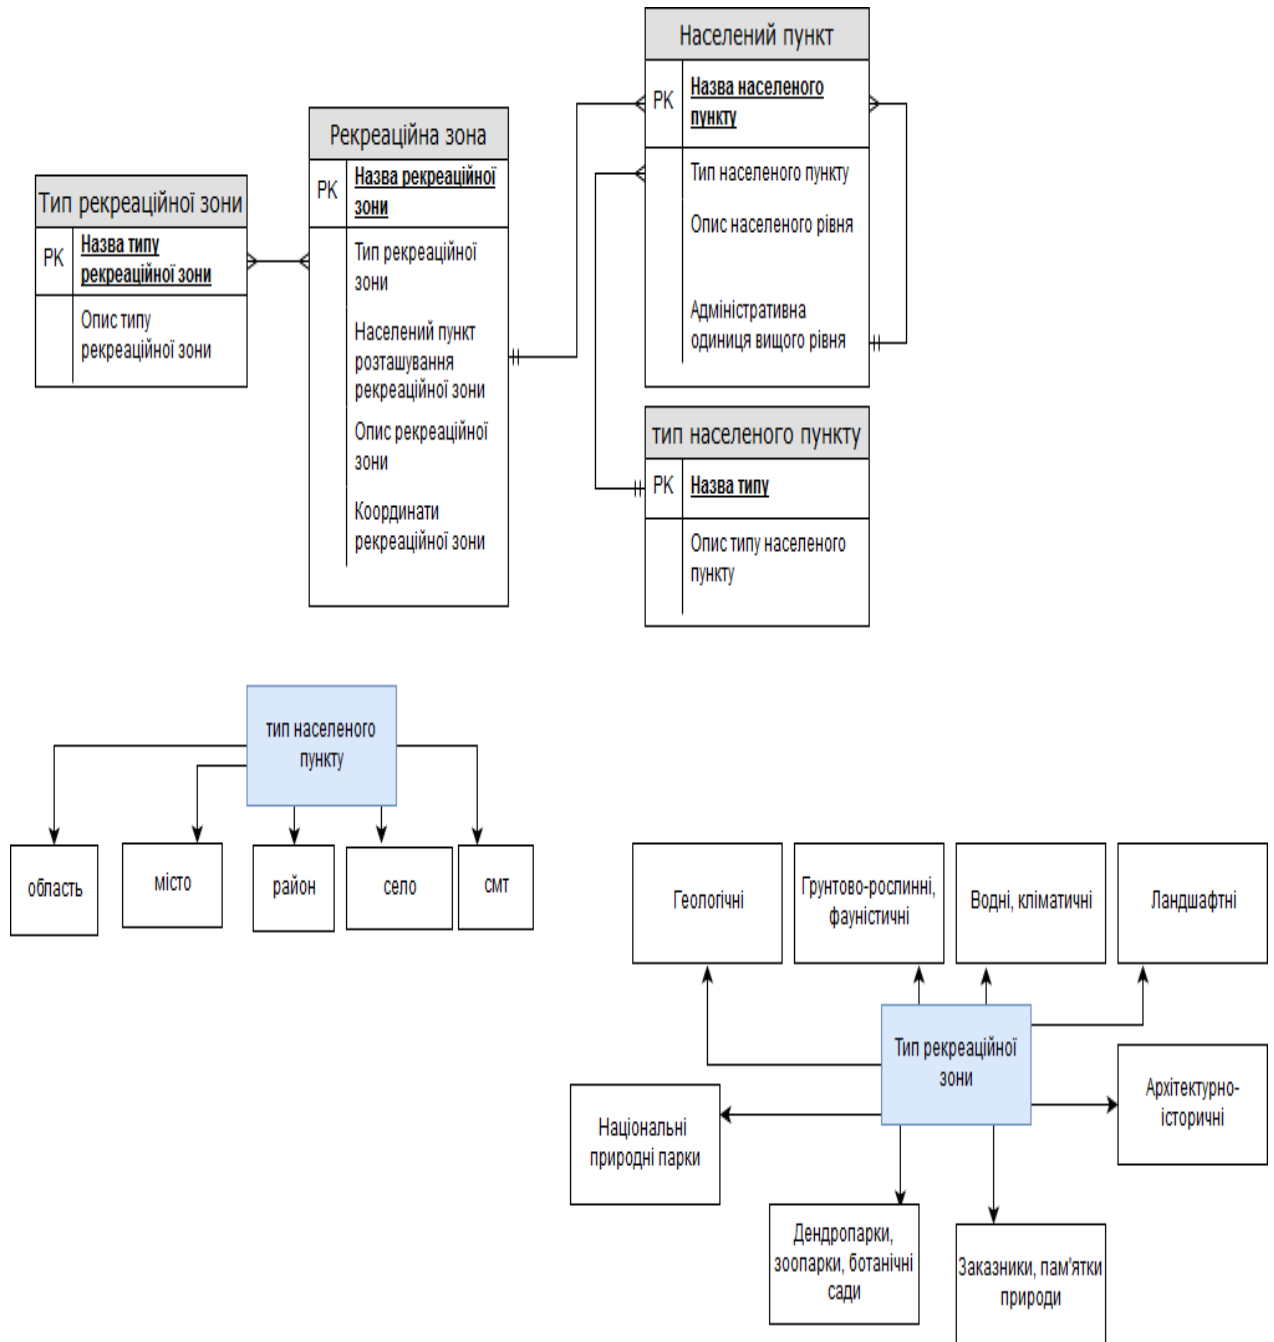 Населений пункт
PK
Назва населеного
пункту
Тип населеного пункту
Опис населеного рівня
Адміністративна
одиниця вищого рівня
Рекреаційна зона
PK
Назва рекреаційної
зони
Тип рекреаційної
зони
Населений пункт
розташування
рекреаційної зони
Опис рекреаційної
зони
Координати
рекреаційної зони
Тип рекреаційної зони
PK
Назва типу
рекреаційної зони
Опис типу
рекреаційної зони
тип населеного пункту
PK
Назва типу
Опис типу населеного
пункту
тип населеного
пункту
область
місто
район
село
смт
Геологічні
Грунтово-рослинні,
фауністичні
Водні, кліматичні
Ландшафтні
Тип рекреаційної
зони
Архітектурно-
історичні
Національні
природні парки
Дендропарки,
зоопарки, ботанічні
сади
Заказники, пам'ятки
природи